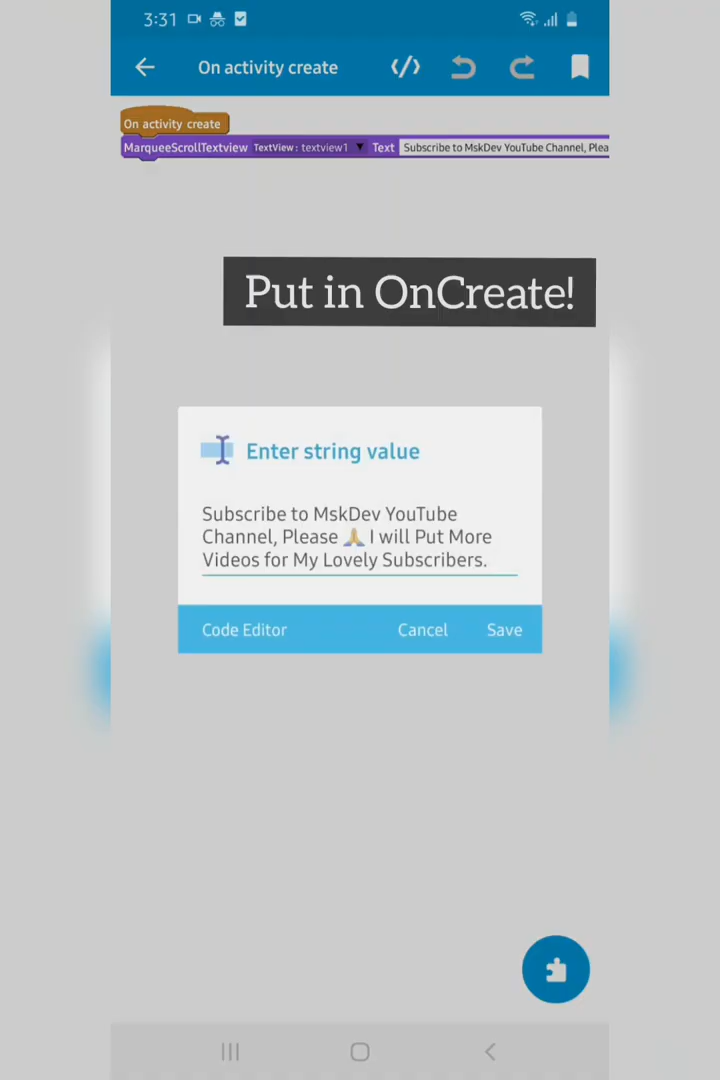 3:31
On activity create
On activity create
MarqueeScrollTextview TextView : textview1 Text Subscribe to MskDev YouTube Channel, Plea
Put in OnCreate!
Enter string value
Subscribe to MskDev YouTube
Channel, Please 🙏 I will Put More
Videos for My Lovely Subscribers.
Code Editor Cancel Save